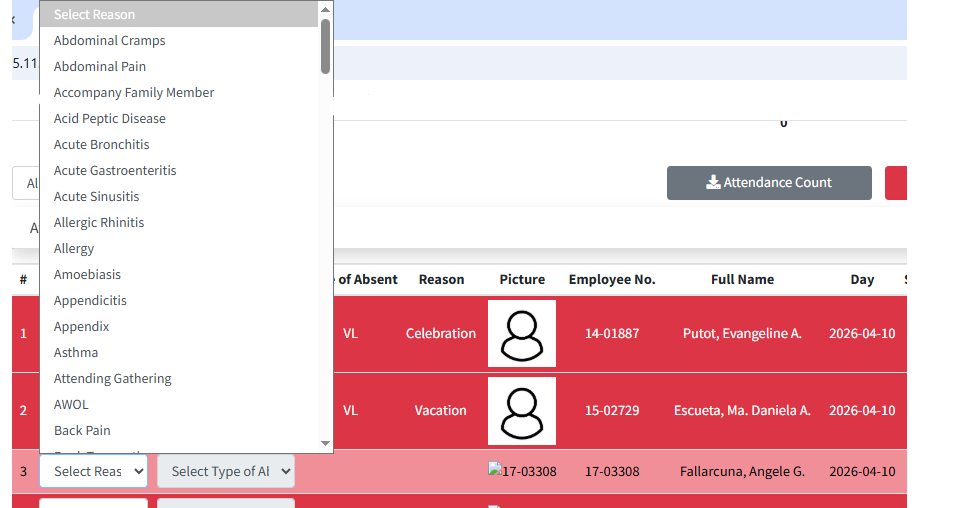 Select Reason
Abdominal Cramps
5.11
Abdominal Pain
Accompany Family Member
Acid Peptic Disease
0
Acute Bronchitis
Acute Gastroenteritis
Al
Attendance Count
Acute Sinusitis
Allergic Rhinitis
A
Allergy
Amoebiasis
# of Absent Reason Picture Employee No. Full Name Day
Appendicitis
Appendix
1 VL Celebration 14-01887 Putot, Evangeline A. 2026-04-10
Asthma
Attending Gathering
AWOL
2 VL Vacation 15-02729 Escueta, Ma. Daniela A. 2026-04-10
Back Pain
3 Select Reas Select Type of Al 17-03308 17-03308 Fallarcuna, Angele G. 2026-04-10